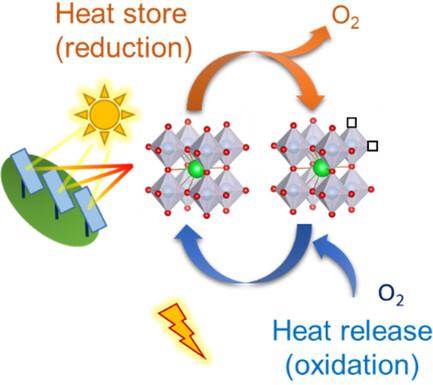 Heat store
(reduction)
O₂
O₂
Heat release
(oxidation)